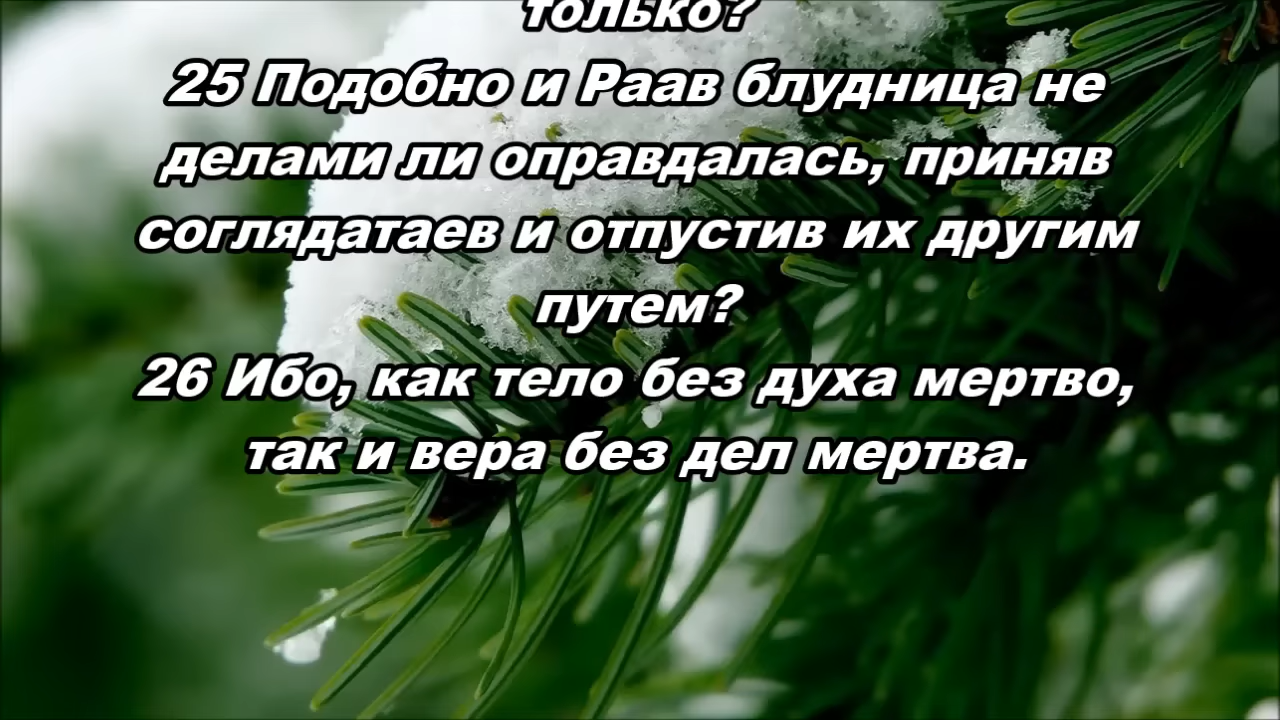 только?
25 Подобно и Раав блудница не
делами ли оправдалась, приняв
соглядатаев и отпустив их другим
путем?
26 Ибо, как тело без духа мертво,
так и вера без дел мертва.